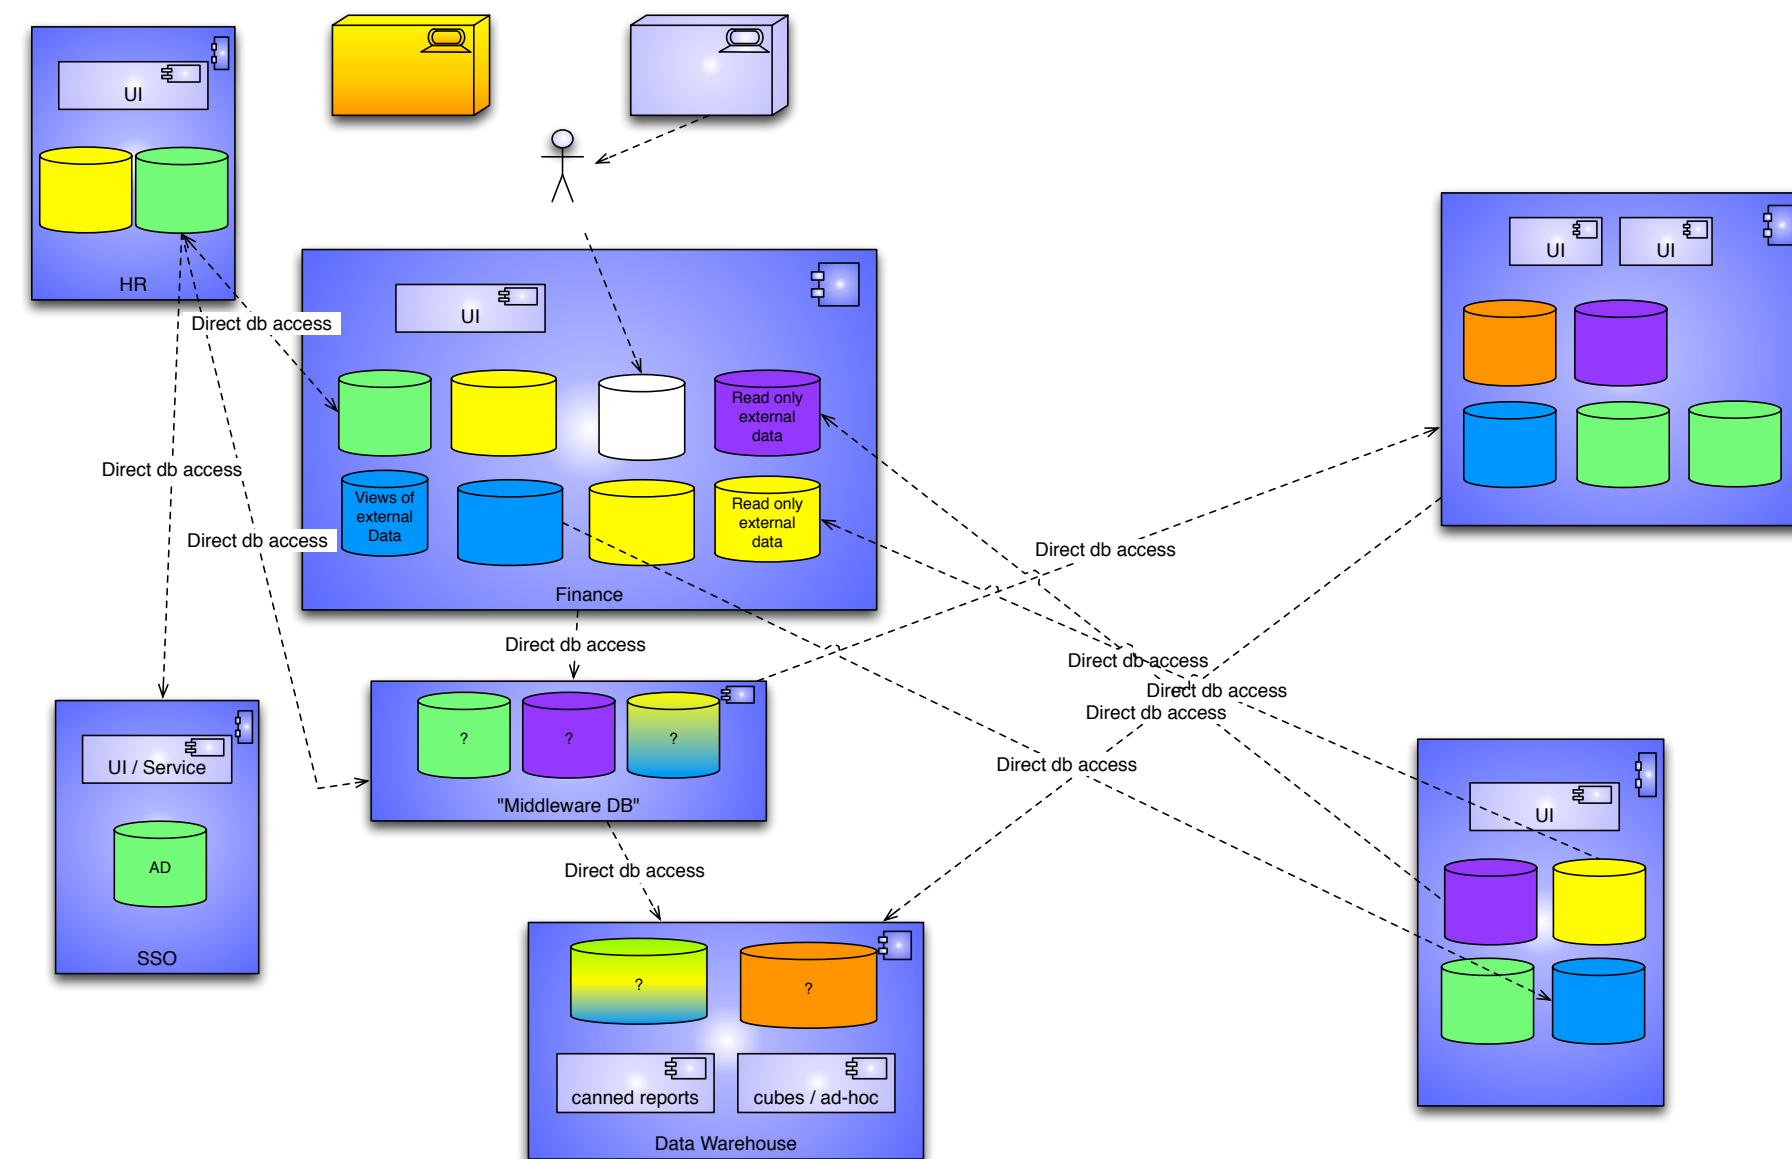 UI
HR
Direct db access
UI
Read only
external
data
Views of
external
Data
Read only
external
data
Finance
Direct db access
Direct db access
Direct db access
UI
UI
Direct db access
Direct db access
Direct db access
Direct db access
Direct db access
UI / Service
AD
SSO
?
?
?
"Middleware DB"
Direct db access
?
?
canned reports
cubes / ad-hoc
Data Warehouse
UI